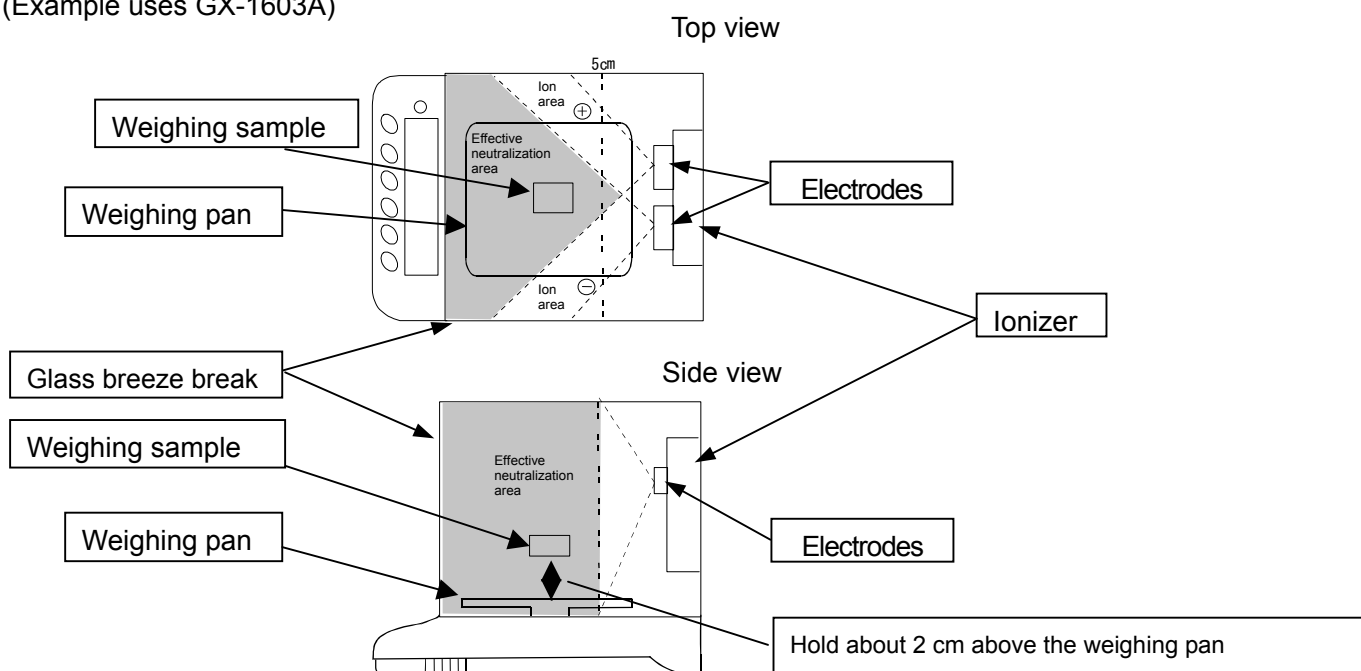 (Example uses GX-1603A)
Top view
5cm
Ion
area
+
Weighing sample
Effective
neutralization
area
Electrodes
Weighing pan
Ion
area
−
Ionizer
Glass breeze break
Side view
Weighing sample
Effective
neutralization
area
Weighing pan
Electrodes
Hold about 2 cm above the weighing pan